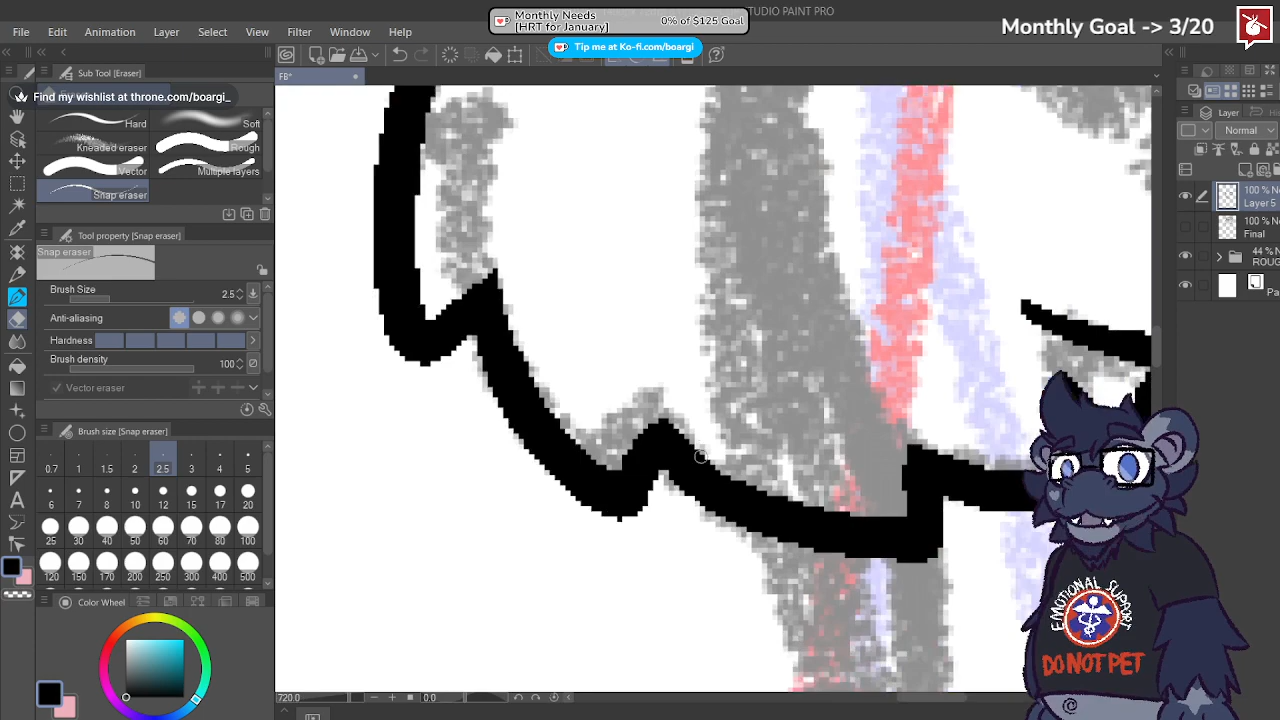 Monthly Needs
[HRT for January]
0% of $125 Goal
STUDIO PAINT PRO
Monthly Goal -> 3/20
File Edit Animation Layer Select View Filter Window Help
Tip me at Ko-fi.com/boargi
Sub Tool [Eraser]
FB*
Find my wishlist at throne.com/boargi_
Hard
Soft
Kneaded eraser
Rough
Vector
Multiple layers
Snap eraser
Tool property [Snap eraser]
Snap eraser
Brush Size 2.5
Anti-aliasing
Hardness
Brush density 100
Vector eraser
Brush size [Snap eraser]
0.7 1 1.5 2 2.5 3 4 5
6 7 8 10 12 15 17 20
25 30 40 50 60 70 80 100
120 150 200 250 300 400 500
Color Wheel
720.0
0.0
Layer
Normal
100 %
Layer 5
100 %
Final
44 %
ROUG
Pa
EMOTIONAL SUPPORT
DO NOT PET